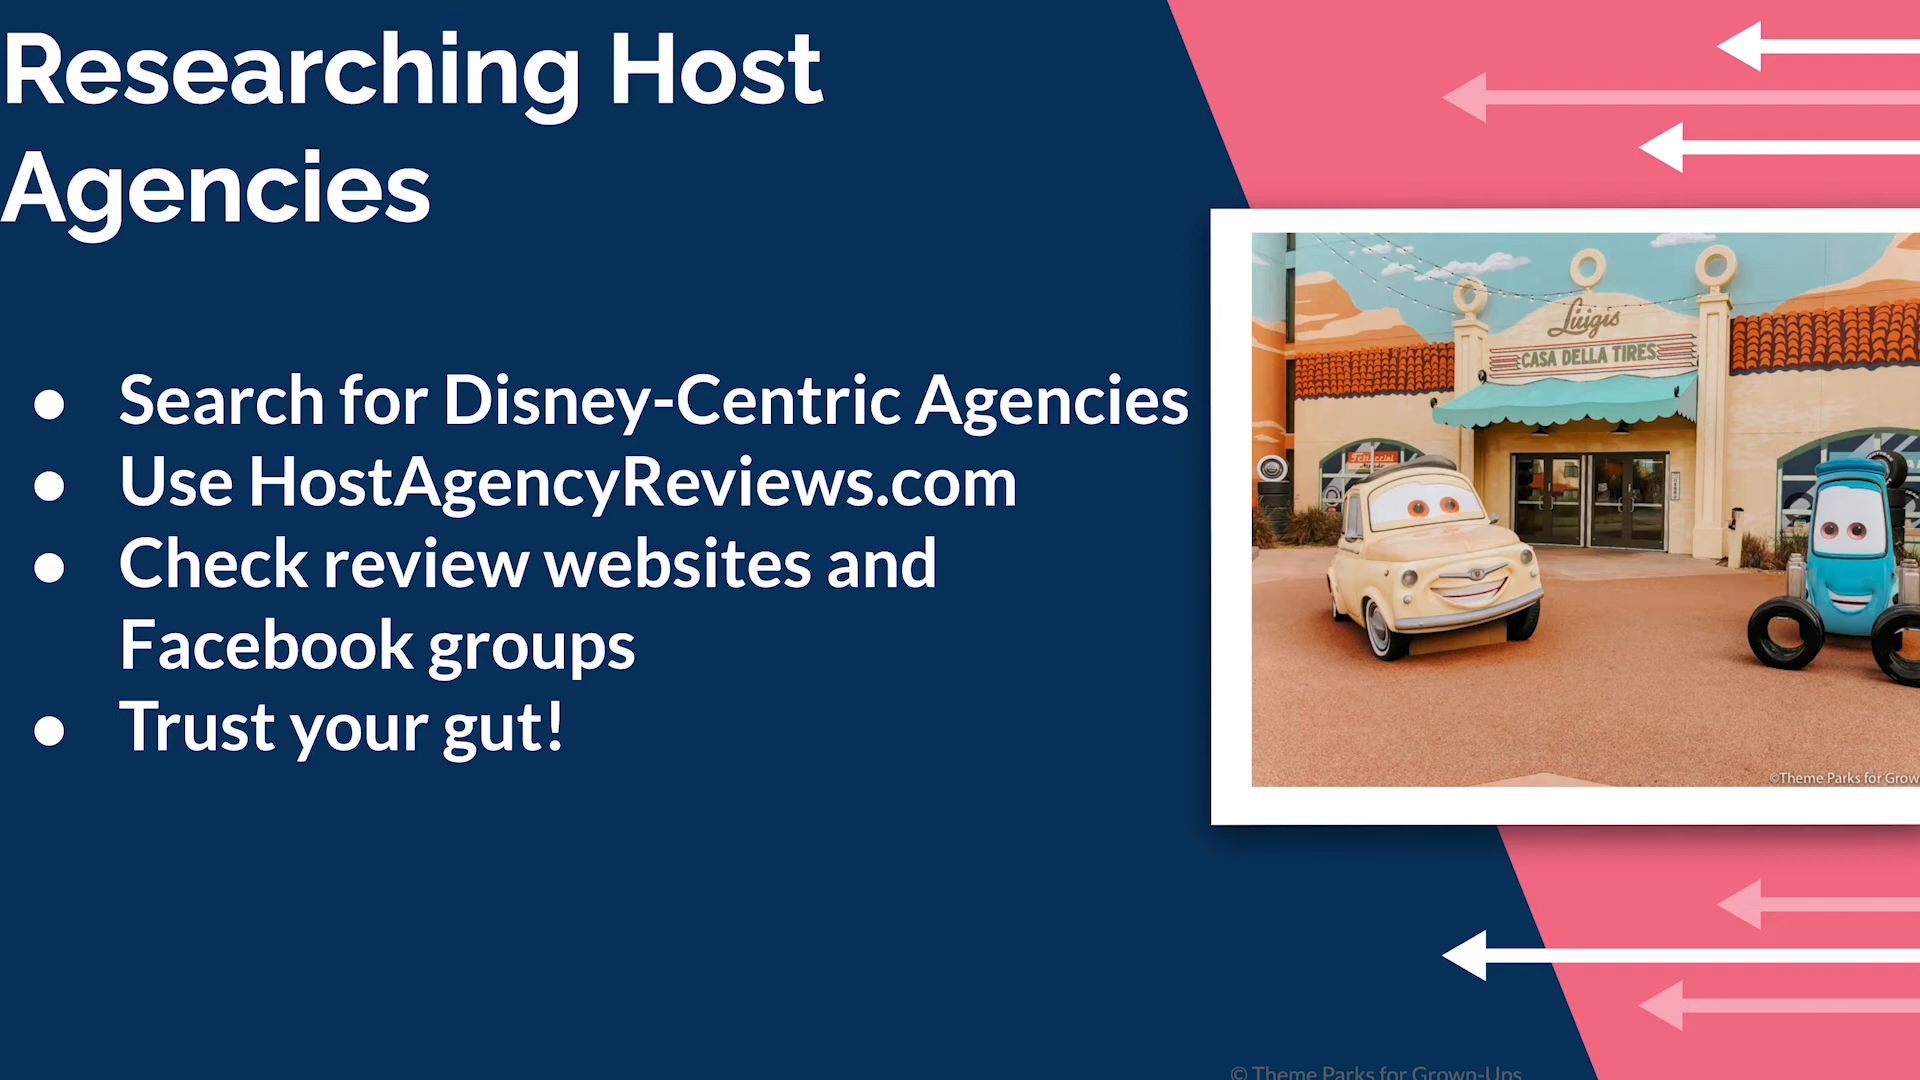 Researching Host
Agencies
● Search for Disney-Centric Agencies
● Use HostAgencyReviews.com
● Check review websites and
Facebook groups
● Trust your gut!
Luigi's
CASA DELLA TIRES
©Theme Parks for Grow
© Theme Parks for Grown-Ups